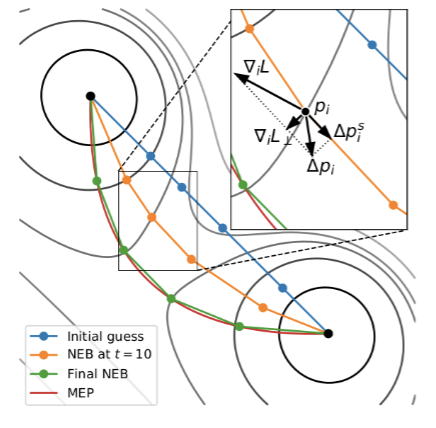 ∇ᵢL
pᵢ
∇ᵢL⊥
Δpᵢˢ
Δpᵢ
Initial guess
NEB at t = 10
Final NEB
MEP